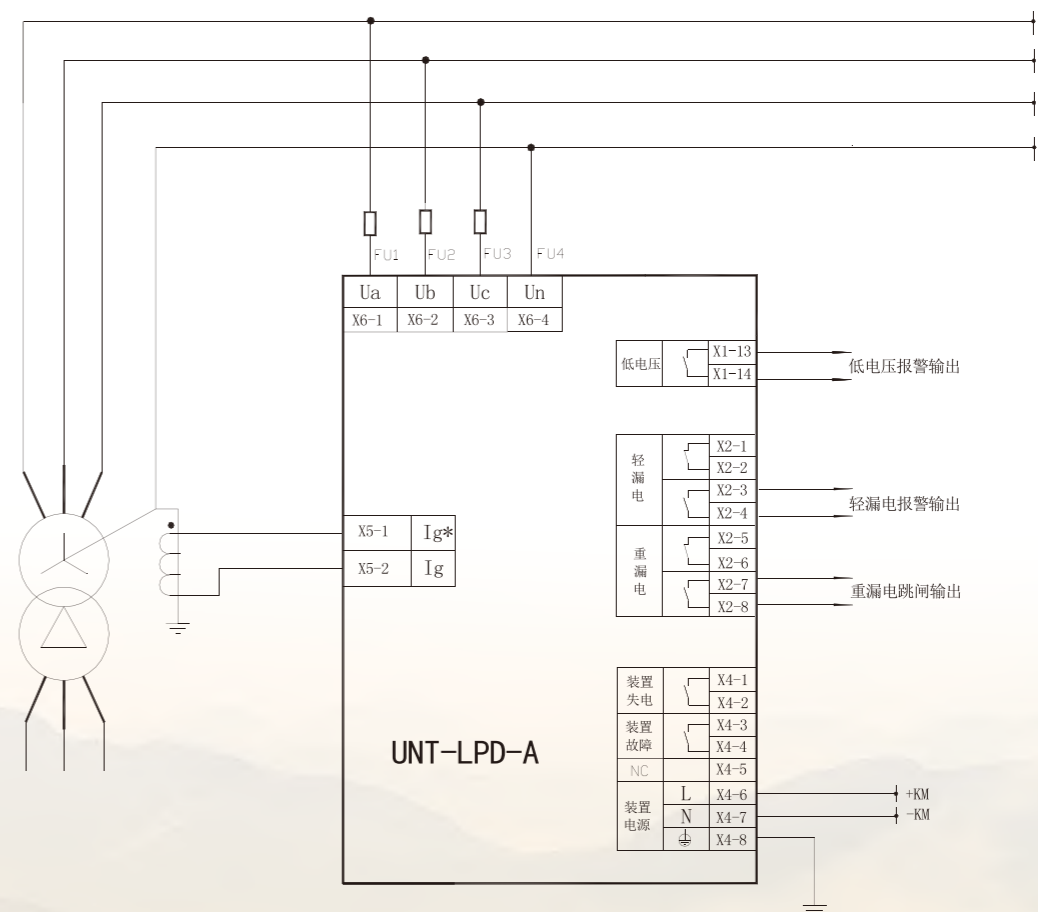 FU1 FU2 FU3 FU4
Ua Ub Uc Un
X6-1 X6-2 X6-3 X6-4
低电压
X1-13
X1-14
低电压报警输出
轻漏电
X2-1
X2-2
X2-3
X2-4
轻漏电报警输出
重漏电
X2-5
X2-6
X2-7
X2-8
重漏电跳闸输出
X5-1 Ig*
X5-2 Ig
UNT-LPD-A
装置
失电
X4-1
X4-2
装置
故障
X4-3
X4-4
NC X4-5
装置
电源
L X4-6 +KM
N X4-7 -KM
X4-8